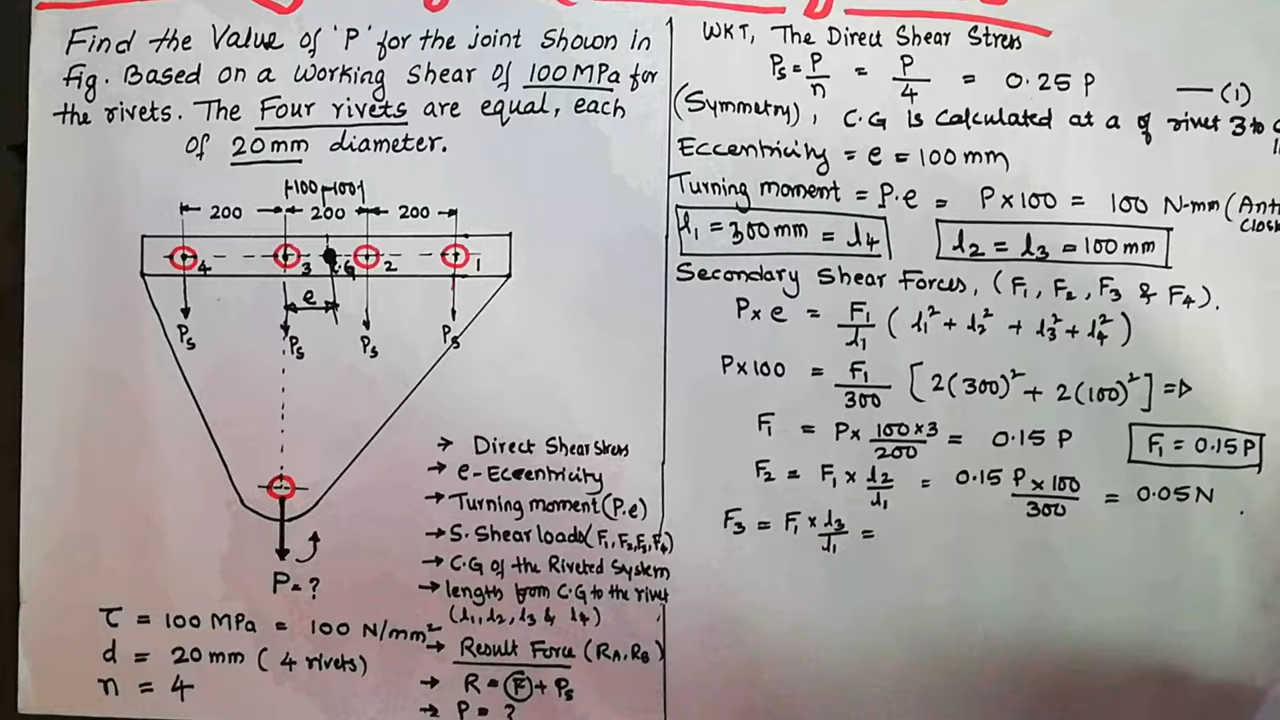 Find the Value of 'P' for the joint Shown in
fig. Based on a Working Shear of 100 MPa for
the rivets. The Four rivets are equal, each
of 20mm diameter.
100 100
200 200 200
4 3 C.G 2 1
e
Ps Ps Ps Ps
P = ?
τ = 100 MPa = 100 N/mm²
d = 20mm ( 4 rivets)
n = 4
→ Direct Shear Stress
→ e - Eccentricity
→ Turning moment (P.e)
→ S. Shear loads (F1, F2, F3, F4)
→ C.G of the Riveted System
→ length from C.G to the rivet
(l1, l2, l3 & l4)
→ Result Force (RA, RB)
→ R = F + Ps
→ P = ?
WKT, The Direct Shear Stress
Ps = P/n = P/4 = 0.25 P — (1)
(Symmetry), C.G is Calculated at a of rivet 3 to
Eccentricity = e = 100 mm
Turning moment = P.e = P × 100 = 100 N-mm (Anti
Clock
l1 = 300 mm = l4 l2 = l3 = 100 mm
Secondary Shear Forces, (F1, F2, F3 & F4).
P × e = F1/l1 ( l1² + l2² + l3² + l4² )
P × 100 = F1/300 [ 2(300)² + 2(100)² ] ⇒
F1 = P × 100 × 3/200 = 0.15 P F1 = 0.15 P
F2 = F1 × l2/l1 = 0.15 P × 100/300 = 0.05 N
F3 = F1 × l3/l1 =